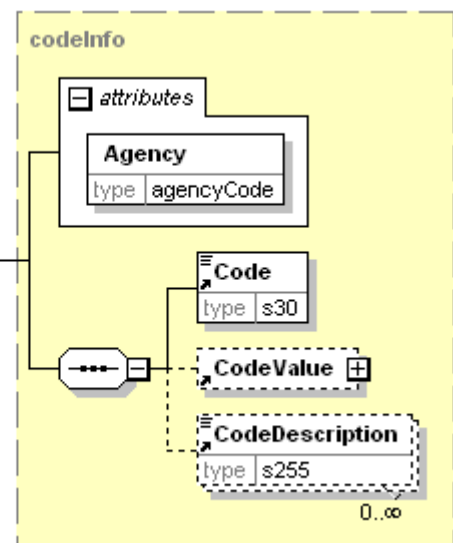 codeInfo
attributes
Agency
type agencyCode
Code
type s30
CodeValue
CodeDescription
type s255
0..∞